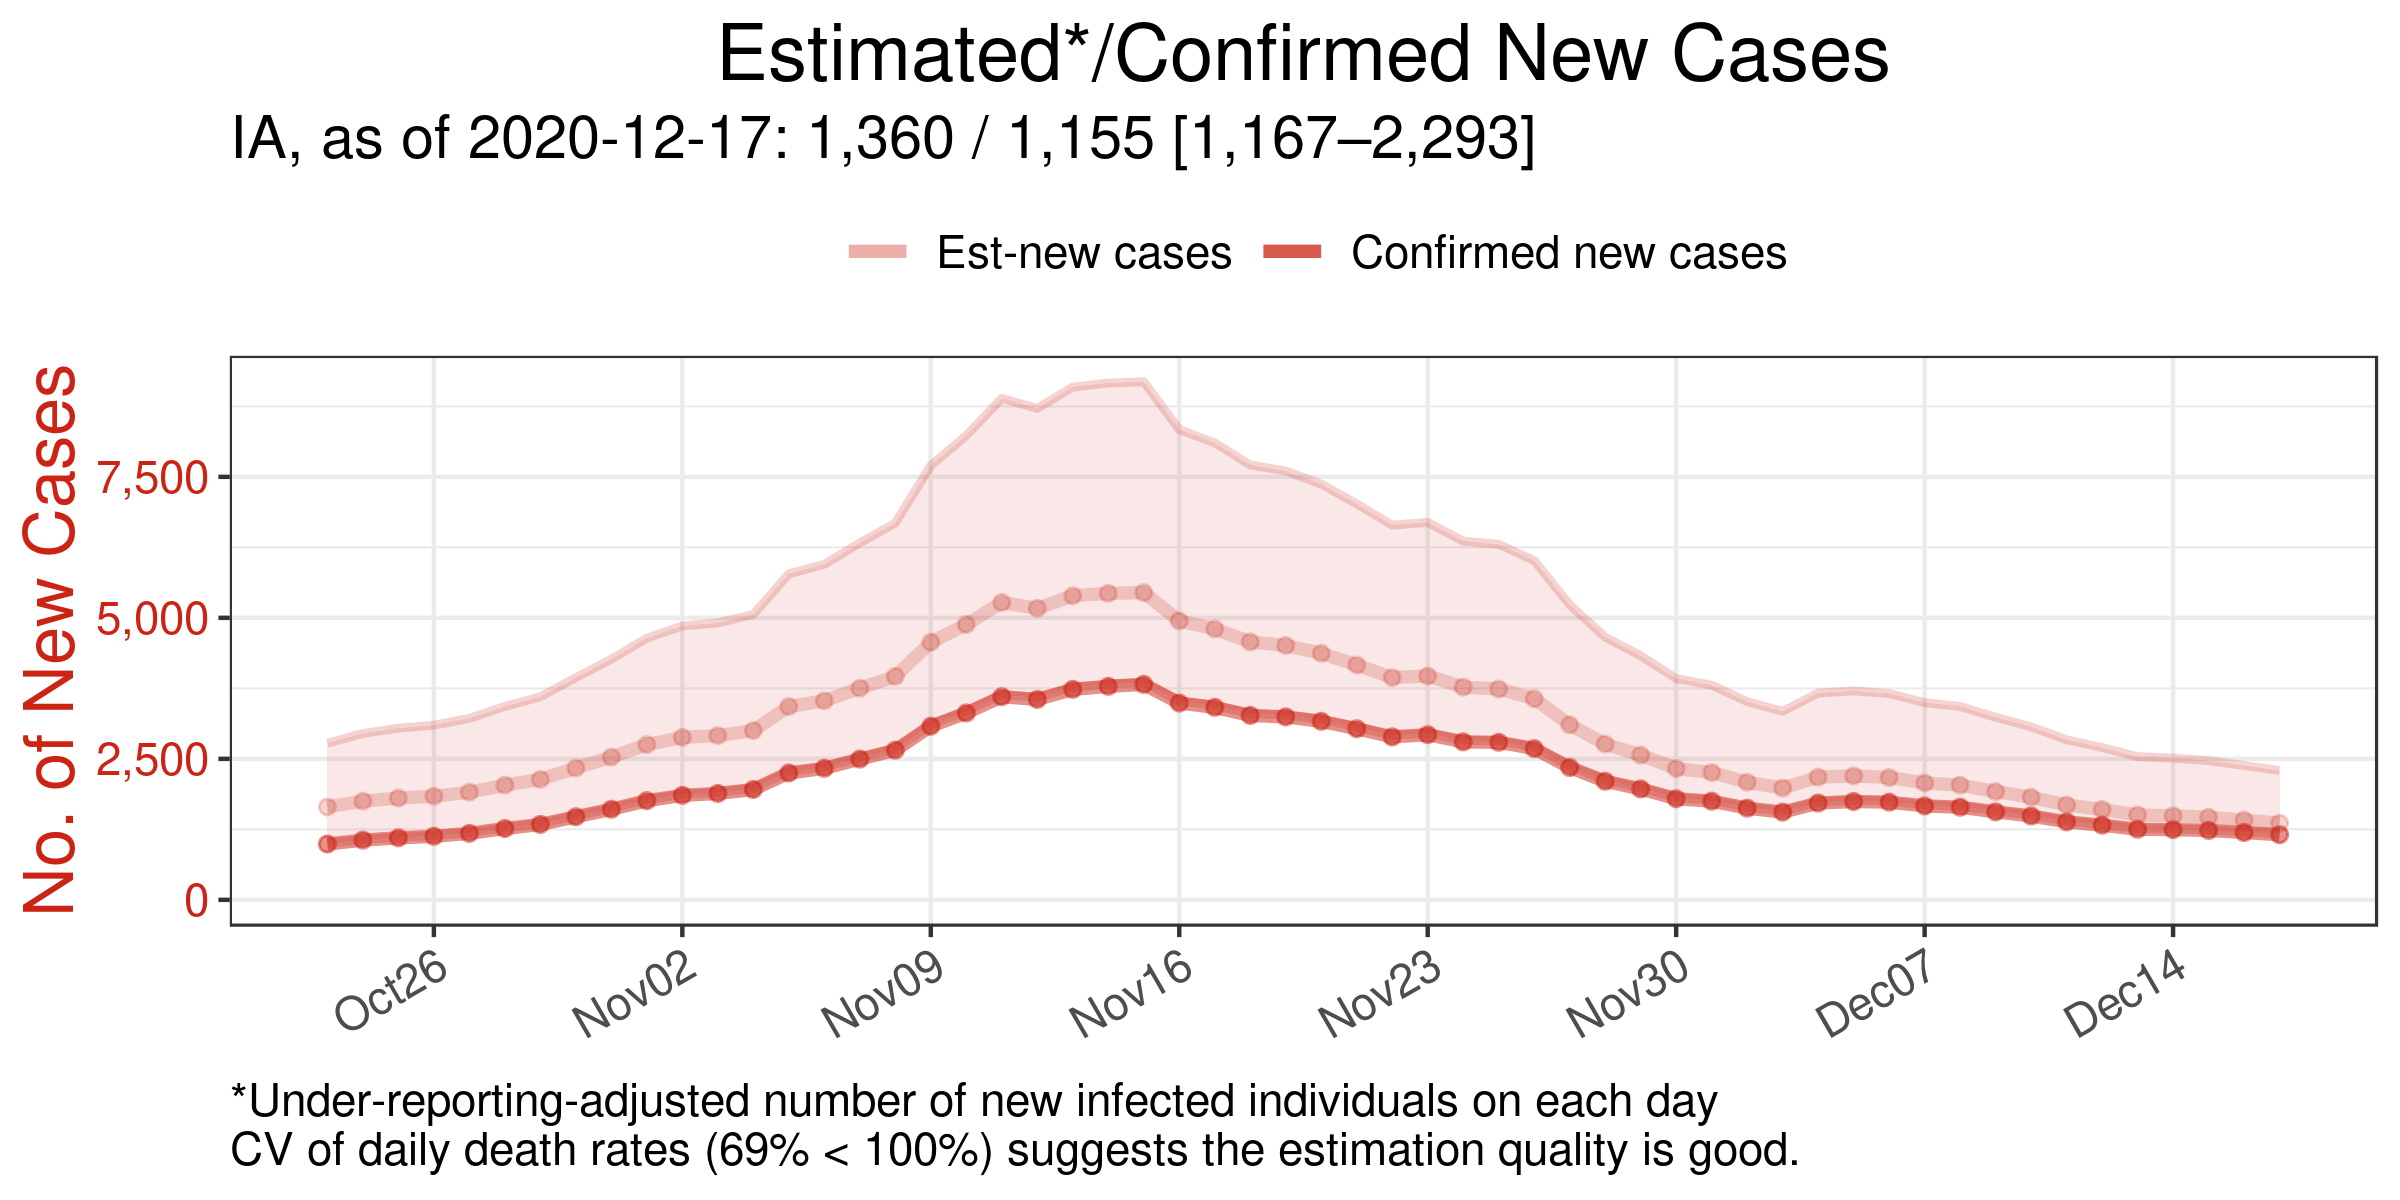 Estimated*/Confirmed New Cases
IA, as of 2020-12-17: 1,360 / 1,155 [1,167–2,293]
Est-new cases Confirmed new cases
No. of New Cases
7,500
5,000
2,500
0
Oct26 Nov02 Nov09 Nov16 Nov23 Nov30 Dec07 Dec14
*Under-reporting-adjusted number of new infected individuals on each day
CV of daily death rates (69% < 100%) suggests the estimation quality is good.